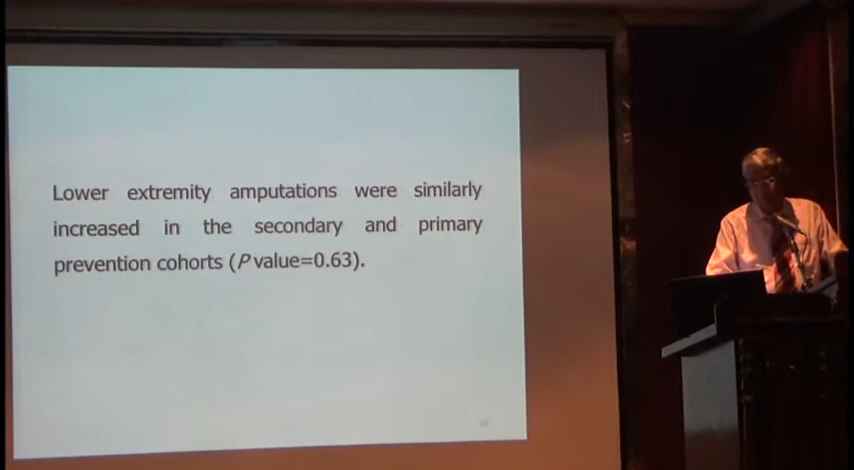 Lower extremity amputations were similarly
increased in the secondary and primary
prevention cohorts (P value=0.63).